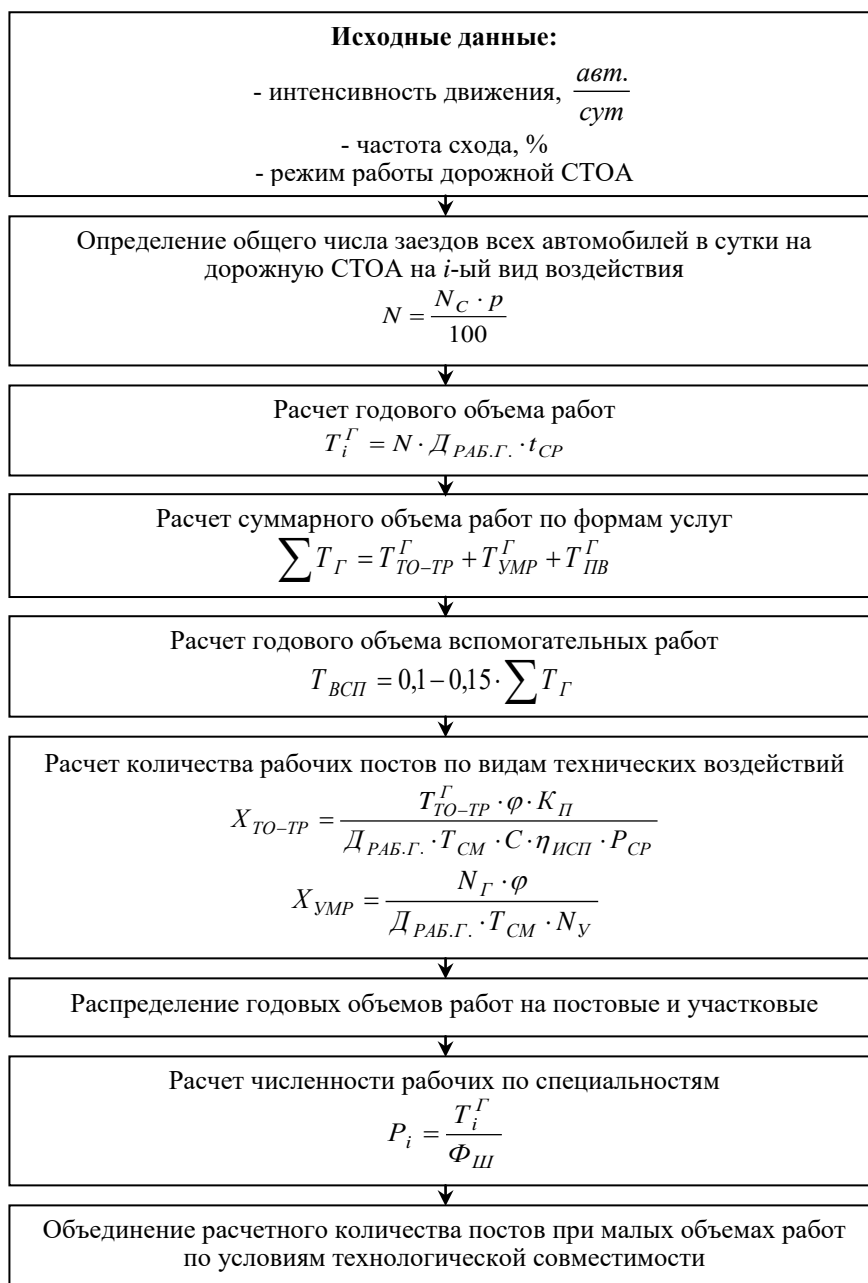 Исходные данные:
- интенсивность движения, авт./сут
- частота схода, %
- режим работы дорожной СТОА
Определение общего числа заездов всех автомобилей в сутки на
дорожную СТОА на i-ый вид воздействия
N = N_C · p / 100
Расчет годового объема работ
T_i^Г = N · Д_РАБ.Г. · t_СР
Расчет суммарного объема работ по формам услуг
∑ T_Г = T_ТО–ТР^Г + T_УМР^Г + T_ПВ^Г
Расчет годового объема вспомогательных работ
T_ВСП = 0,1 – 0,15 · ∑ T_Г
Расчет количества рабочих постов по видам технических воздействий
X_ТО–ТР = T_ТО–ТР^Г · φ · К_П / Д_РАБ.Г. · T_СМ · C · η_ИСП · P_СР
X_УМР = N_Г · φ / Д_РАБ.Г. · T_СМ · N_У
Распределение годовых объемов работ на постовые и участковые
Расчет численности рабочих по специальностям
P_i = T_i^Г / Ф_Ш
Объединение расчетного количества постов при малых объемах работ
по условиям технологической совместимости